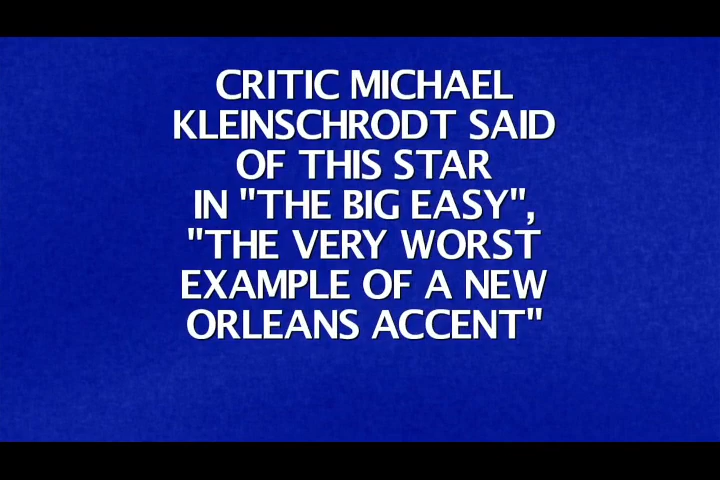 CRITIC MICHAEL
KLEINSCHRODT SAID
OF THIS STAR
IN "THE BIG EASY",
"THE VERY WORST
EXAMPLE OF A NEW
ORLEANS ACCENT"